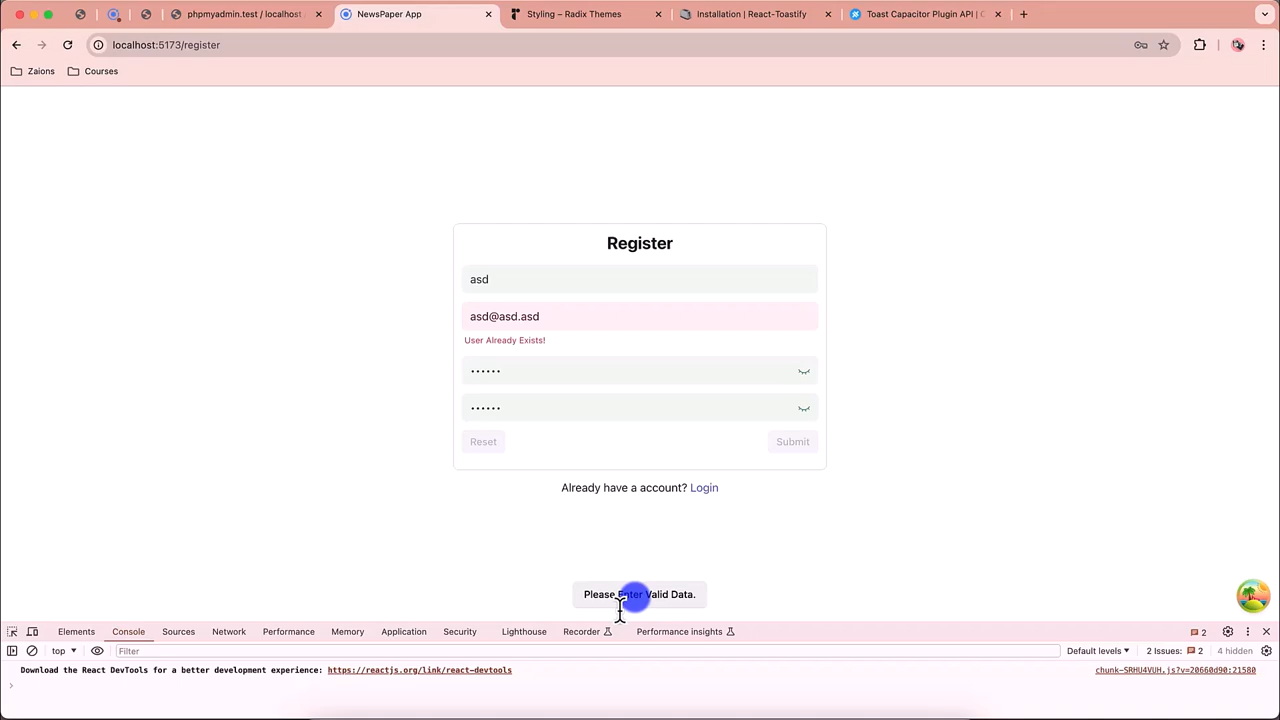 phpmyadmin.test / localhost
NewsPaper App
Styling – Radix Themes
Installation | React-Toastify
Toast Capacitor Plugin API | C
localhost:5173/register
Zaions
Courses
Register
asd
asd@asd.asd
User Already Exists!
Reset
Submit
Already have a account? Login
Please Enter Valid Data.
Elements
Console
Sources
Network
Performance
Memory
Application
Security
Lighthouse
Recorder
Performance insights
2
top
Filter
Default levels
2 Issues:
2
4 hidden
Download the React DevTools for a better development experience: https://reactjs.org/link/react-devtools
chunk-SRHU4VUH.js?v=20660d90:21580